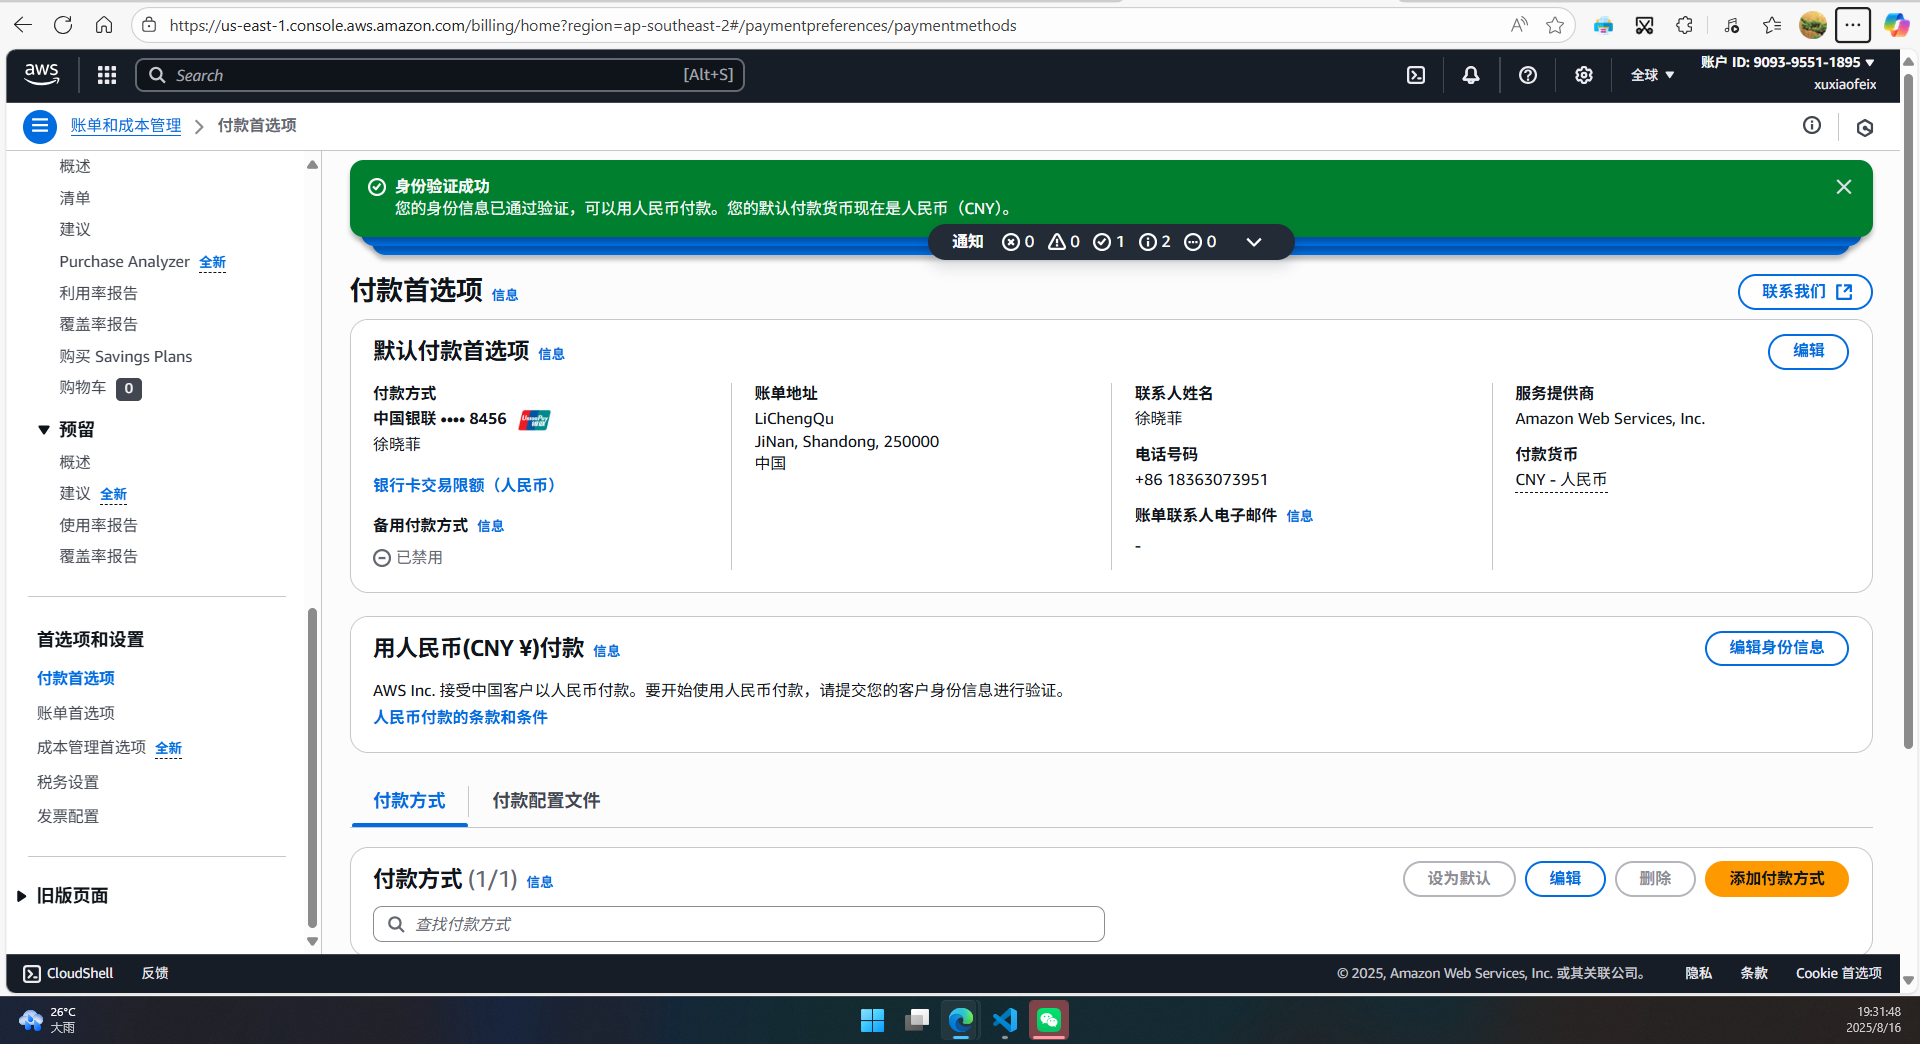 https://us-east-1.console.aws.amazon.com/billing/home?region=ap-southeast-2#/paymentpreferences/paymentmethods
aws
Search
[Alt+S]
全球
账户 ID: 9093-9551-1895
xuxiaofeix
账单和成本管理
付款首选项
概述
清单
建议
Purchase Analyzer 全新
利用率报告
覆盖率报告
购买 Savings Plans
购物车 0
预留
概述
建议 全新
使用率报告
覆盖率报告
首选项和设置
付款首选项
账单首选项
成本管理首选项 全新
税务设置
发票配置
旧版页面
身份验证成功
您的身份信息已通过验证，可以用人民币付款。您的默认付款货币现在是人民币（CNY）。
通知 0 0 1 2 0
付款首选项 信息
联系我们
默认付款首选项 信息
编辑
付款方式
中国银联 •••• 8456
UnionPay
银联
徐晓菲
银行卡交易限额（人民币）
备用付款方式 信息
已禁用
账单地址
LiChengQu
JiNan, Shandong, 250000
中国
联系人姓名
徐晓菲
电话号码
+86 18363073951
账单联系人电子邮件 信息
-
服务提供商
Amazon Web Services, Inc.
付款货币
CNY - 人民币
用人民币(CNY ¥)付款 信息
编辑身份信息
AWS Inc. 接受中国客户以人民币付款。要开始使用人民币付款，请提交您的客户身份信息进行验证。
人民币付款的条款和条件
付款方式
付款配置文件
付款方式 (1/1) 信息
设为默认
编辑
删除
添加付款方式
查找付款方式
CloudShell
反馈
© 2025, Amazon Web Services, Inc. 或其关联公司。
隐私
条款
Cookie 首选项
26°C
大雨
19:31:48
2025/8/16